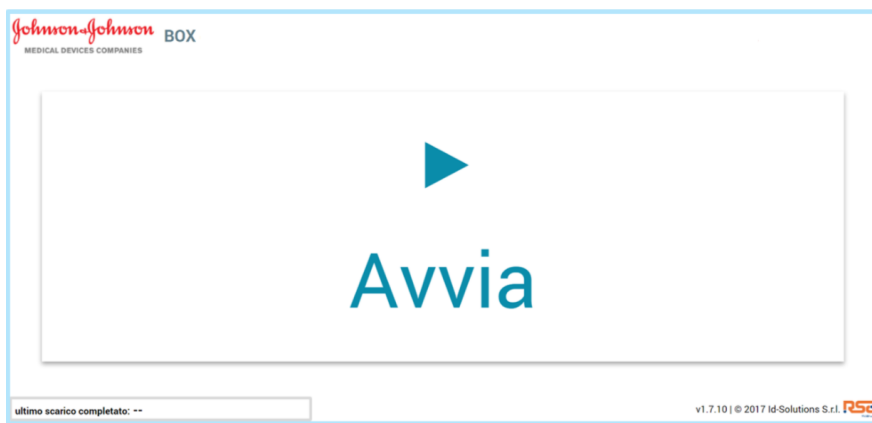 Johnson & Johnson BOX
MEDICAL DEVICES COMPANIES
Avvia
ultimo scarico completato: --
v1.7.10 | © 2017 Id-Solutions S.r.l.